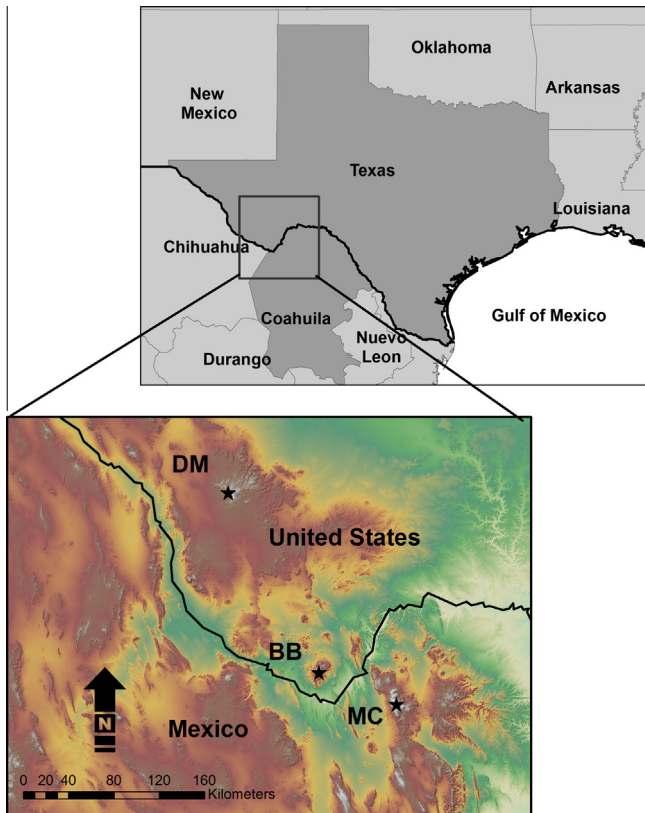 Oklahoma
New
Mexico
Arkansas
Texas
Louisiana
Chihuahua
Coahuila
Gulf of Mexico
Durango
Nuevo
Leon
DM
United States
BB
MC
N
Mexico
0 20 40 80 120 160
Kilometers